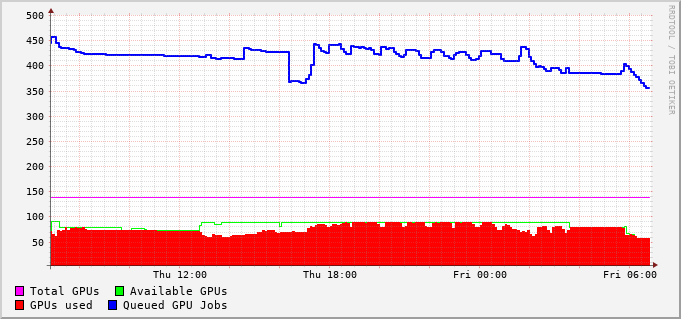 500
450
400
350
300
250
200
150
100
50
Thu 12:00 Thu 18:00 Fri 00:00 Fri 06:00
Total GPUs Available GPUs
GPUs used Queued GPU Jobs
RRDTOOL / TOBI OETIKER